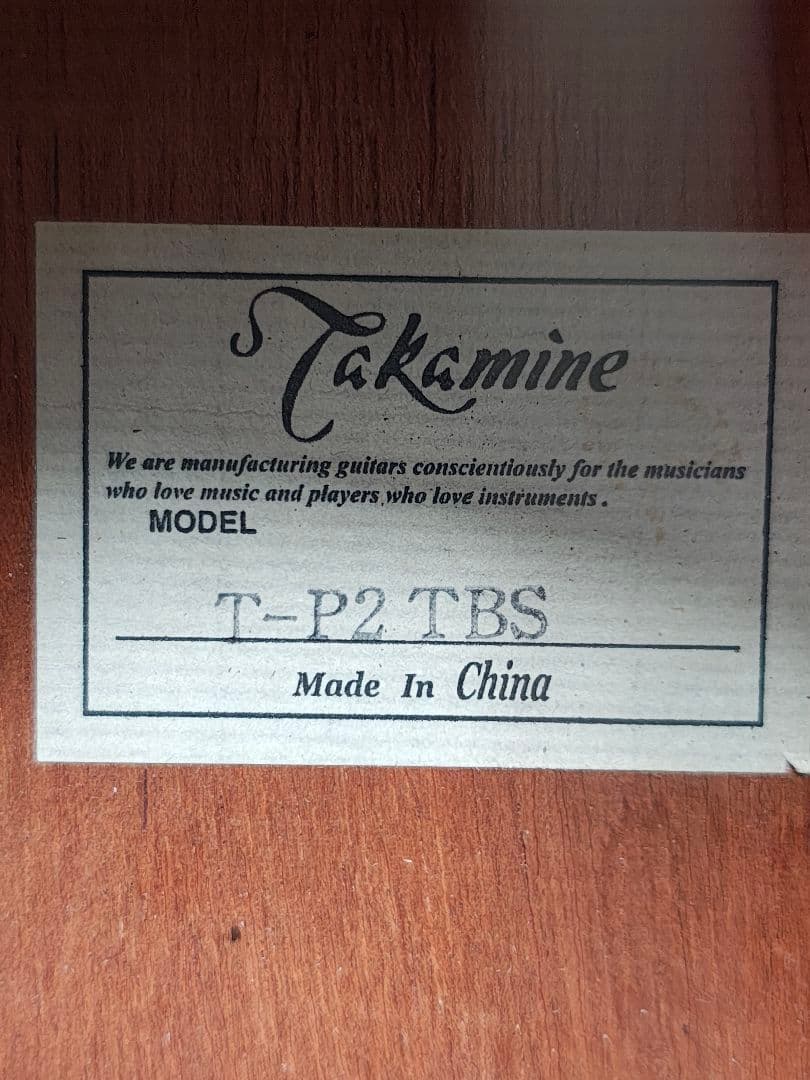 Takamine
We are manufacturing guitars conscientiously for the musicians
who love music and players,who love instruments.
MODEL
T-P2 TBS
Made In China